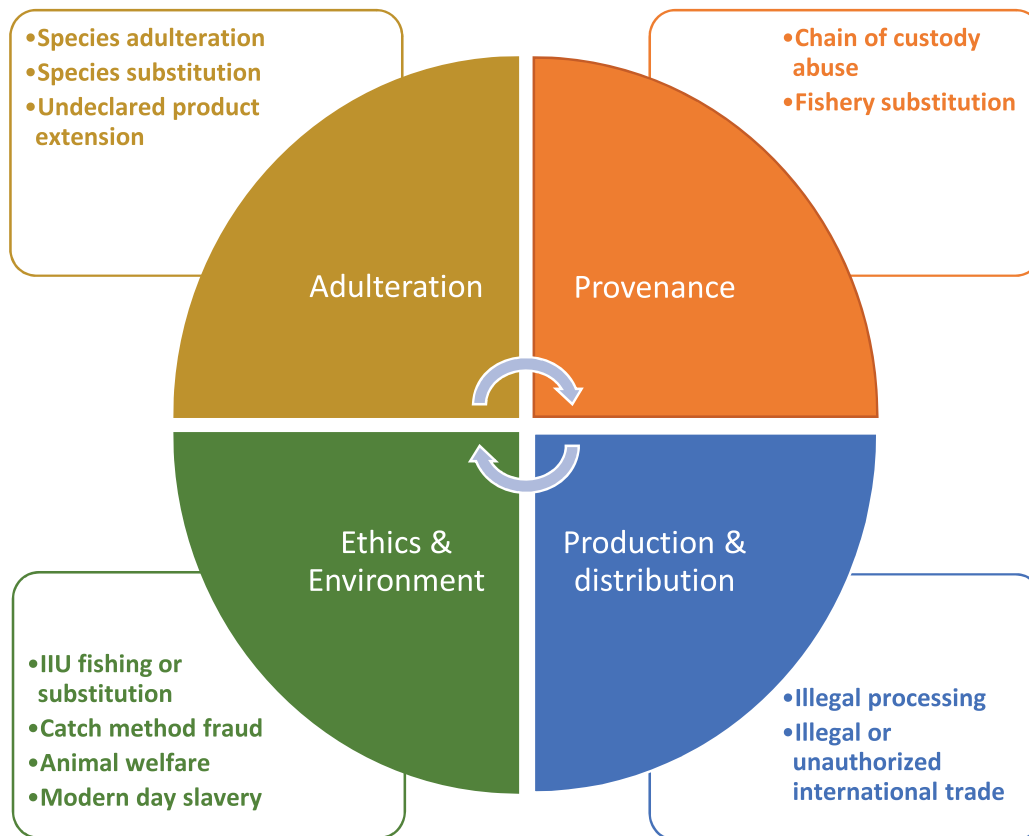 •Species adulteration
•Species substitution
•Undeclared product
extension
•Chain of custody
abuse
•Fishery substitution
Adulteration
Provenance
Ethics &
Environment
Production &
distribution
•IIU fishing or
substitution
•Catch method fraud
•Animal welfare
•Modern day slavery
•Illegal processing
•Illegal or
unauthorized
international trade